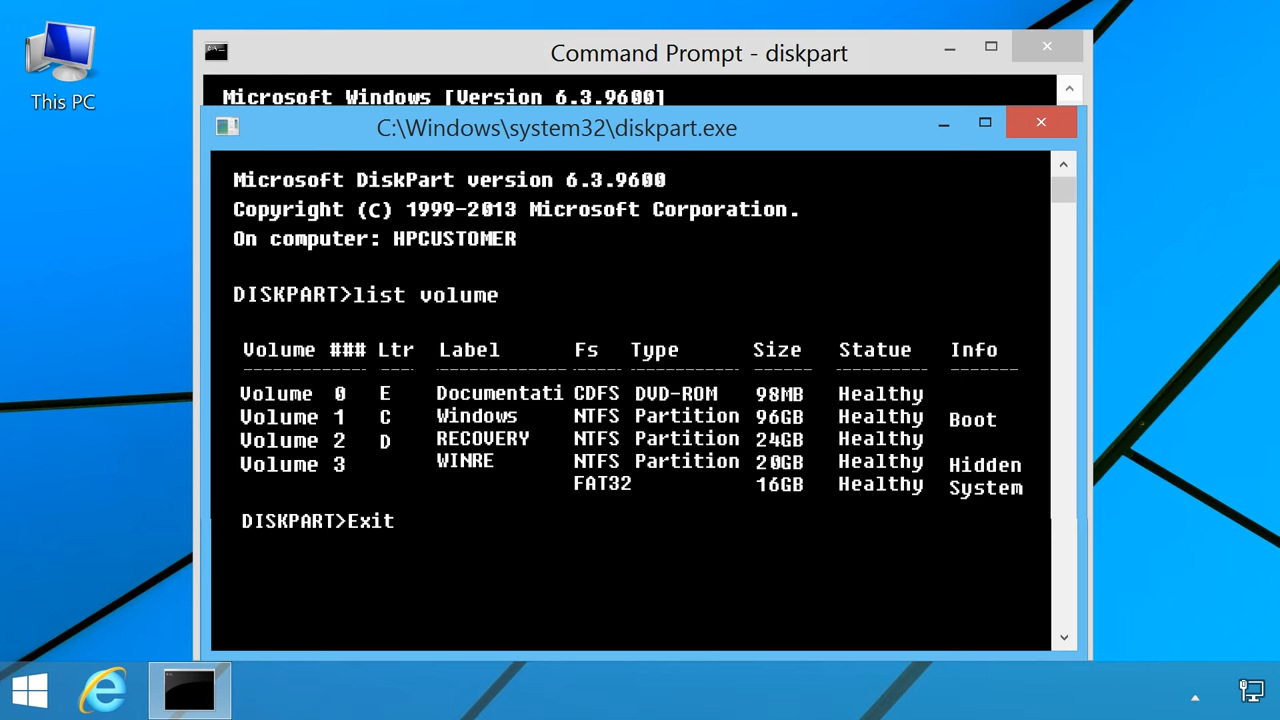 This PC
Command Prompt - diskpart
Microsoft Windows [Version 6.3.9600]
C:\Windows\system32\diskpart.exe
Microsoft DiskPart version 6.3.9600
Copyright (C) 1999-2013 Microsoft Corporation.
On computer: HPCUSTOMER
DISKPART>list volume
Volume ### Ltr Label Fs Type Size Statue Info
Volume 0 E Documentati CDFS DVD-ROM 98MB Healthy
Volume 1 C Windows NTFS Partition 96GB Healthy Boot
Volume 2 D RECOVERY NTFS Partition 24GB Healthy
Volume 3 WINRE NTFS Partition 20GB Healthy Hidden
FAT32 16GB Healthy System
DISKPART>Exit